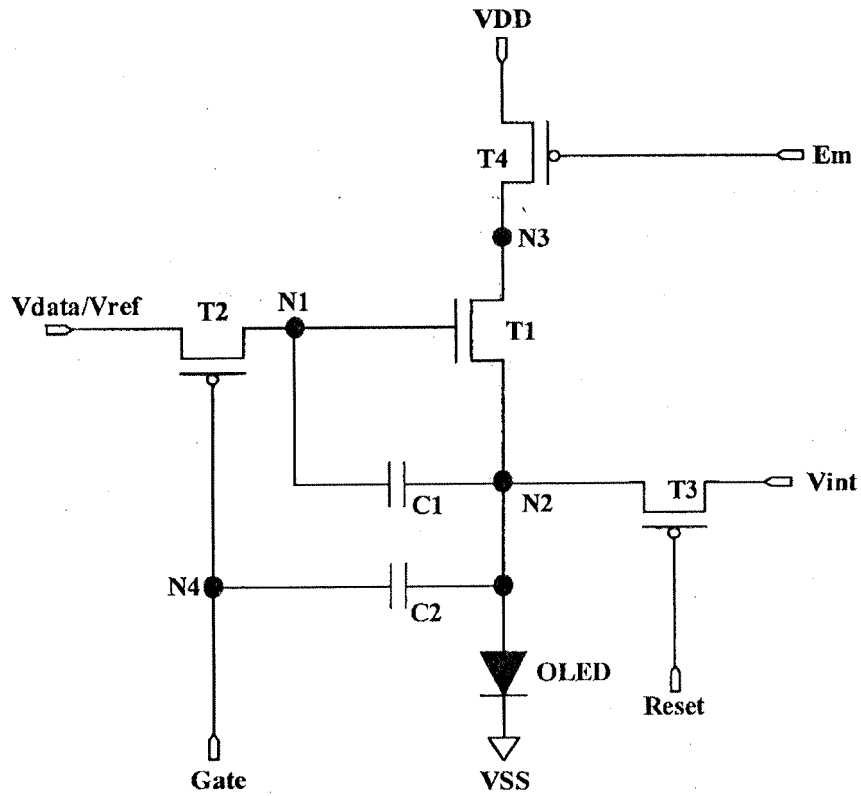 VDD
T4
Em
N3
Vdata/Vref
T2
N1
T1
C1
N2
T3
Vint
N4
C2
OLED
Reset
Gate
VSS